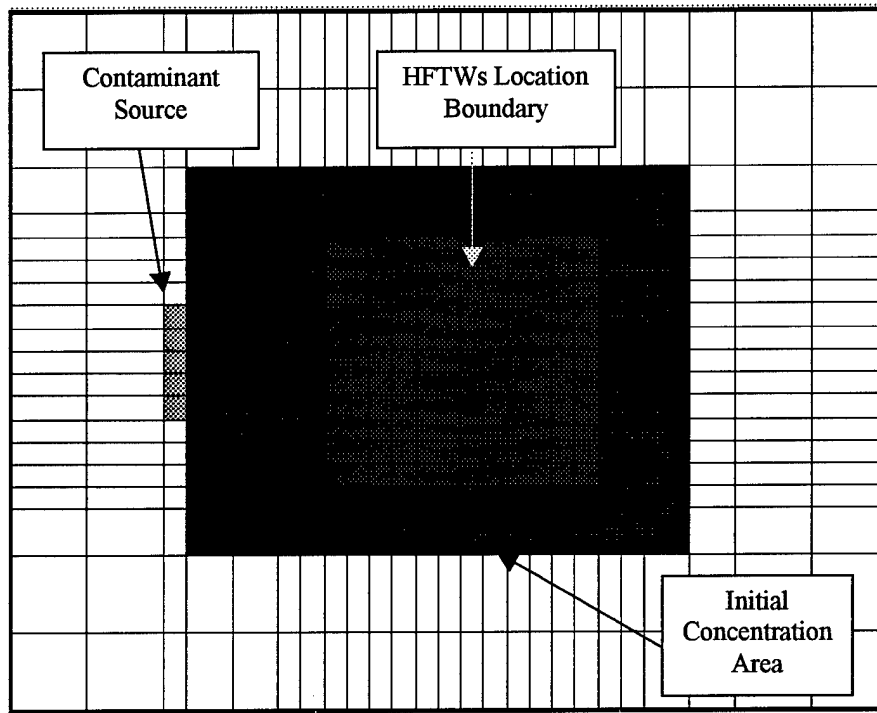 Contaminant
Source
HFTWs Location
Boundary
Initial
Concentration
Area